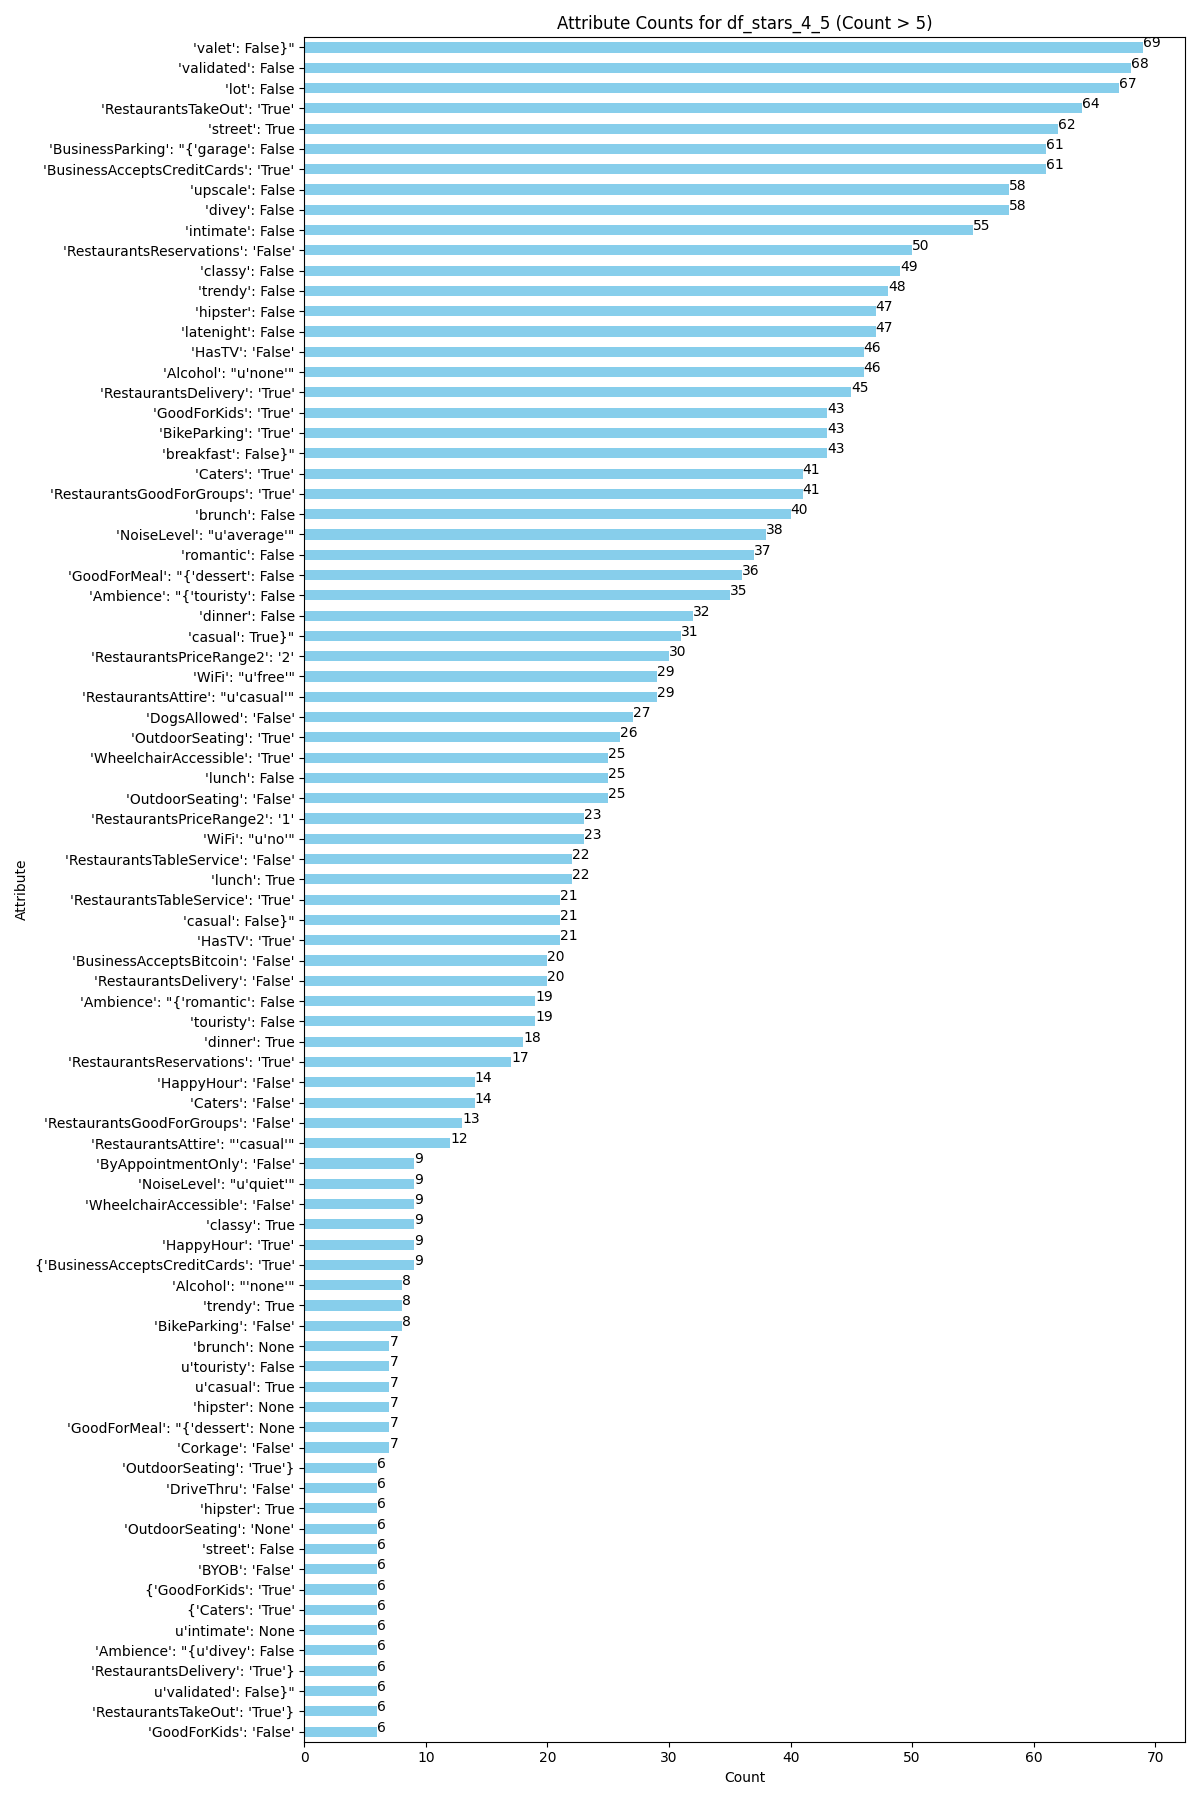 Attribute Counts for df_stars_4_5 (Count > 5)
'valet': False}" 69
'validated': False 68
'lot': False 67
'RestaurantsTakeOut': 'True' 64
'street': True 62
'BusinessParking': "{'garage': False 61
'BusinessAcceptsCreditCards': 'True' 61
'upscale': False 58
'divey': False 58
'intimate': False 55
'RestaurantsReservations': 'False' 50
'classy': False 49
'trendy': False 48
'hipster': False 47
'latenight': False 47
'HasTV': 'False' 46
'Alcohol': "u'none'" 46
'RestaurantsDelivery': 'True' 45
'GoodForKids': 'True' 43
'BikeParking': 'True' 43
'breakfast': False}" 43
'Caters': 'True' 41
'RestaurantsGoodForGroups': 'True' 41
'brunch': False 40
'NoiseLevel': "u'average'" 38
'romantic': False 37
'GoodForMeal': "{'dessert': False 36
'Ambience': "{'touristy': False 35
'dinner': False 32
'casual': True}" 31
'RestaurantsPriceRange2': '2' 30
'WiFi': "u'free'" 29
'RestaurantsAttire': "u'casual'" 29
'DogsAllowed': 'False' 27
'OutdoorSeating': 'True' 26
'WheelchairAccessible': 'True' 25
'lunch': False 25
'OutdoorSeating': 'False' 25
'RestaurantsPriceRange2': '1' 23
'WiFi': "u'no'" 23
'RestaurantsTableService': 'False' 22
'lunch': True 22
'RestaurantsTableService': 'True' 21
'casual': False}" 21
'HasTV': 'True' 21
'BusinessAcceptsBitcoin': 'False' 20
'RestaurantsDelivery': 'False' 20
'Ambience': "{'romantic': False 19
'touristy': False 19
'dinner': True 18
'RestaurantsReservations': 'True' 17
'HappyHour': 'False' 14
'Caters': 'False' 14
'RestaurantsGoodForGroups': 'False' 13
'RestaurantsAttire': "'casual'" 12
'ByAppointmentOnly': 'False' 9
'NoiseLevel': "u'quiet'" 9
'WheelchairAccessible': 'False' 9
'classy': True 9
'HappyHour': 'True' 9
{'BusinessAcceptsCreditCards': 'True' 9
'Alcohol': "'none'" 8
'trendy': True 8
'BikeParking': 'False' 8
'brunch': None 7
u'touristy': False 7
u'casual': True 7
'hipster': None 7
'GoodForMeal': "{'dessert': None 7
'Corkage': 'False' 7
'OutdoorSeating': 'True'} 6
'DriveThru': 'False' 6
'hipster': True 6
'OutdoorSeating': 'None' 6
'street': False 6
'BYOB': 'False' 6
{'GoodForKids': 'True' 6
{'Caters': 'True' 6
u'intimate': None 6
'Ambience': "{u'divey': False 6
'RestaurantsDelivery': 'True'} 6
u'validated': False}" 6
'RestaurantsTakeOut': 'True'} 6
'GoodForKids': 'False' 6
0 10 20 30 40 50 60 70
Count
Attribute